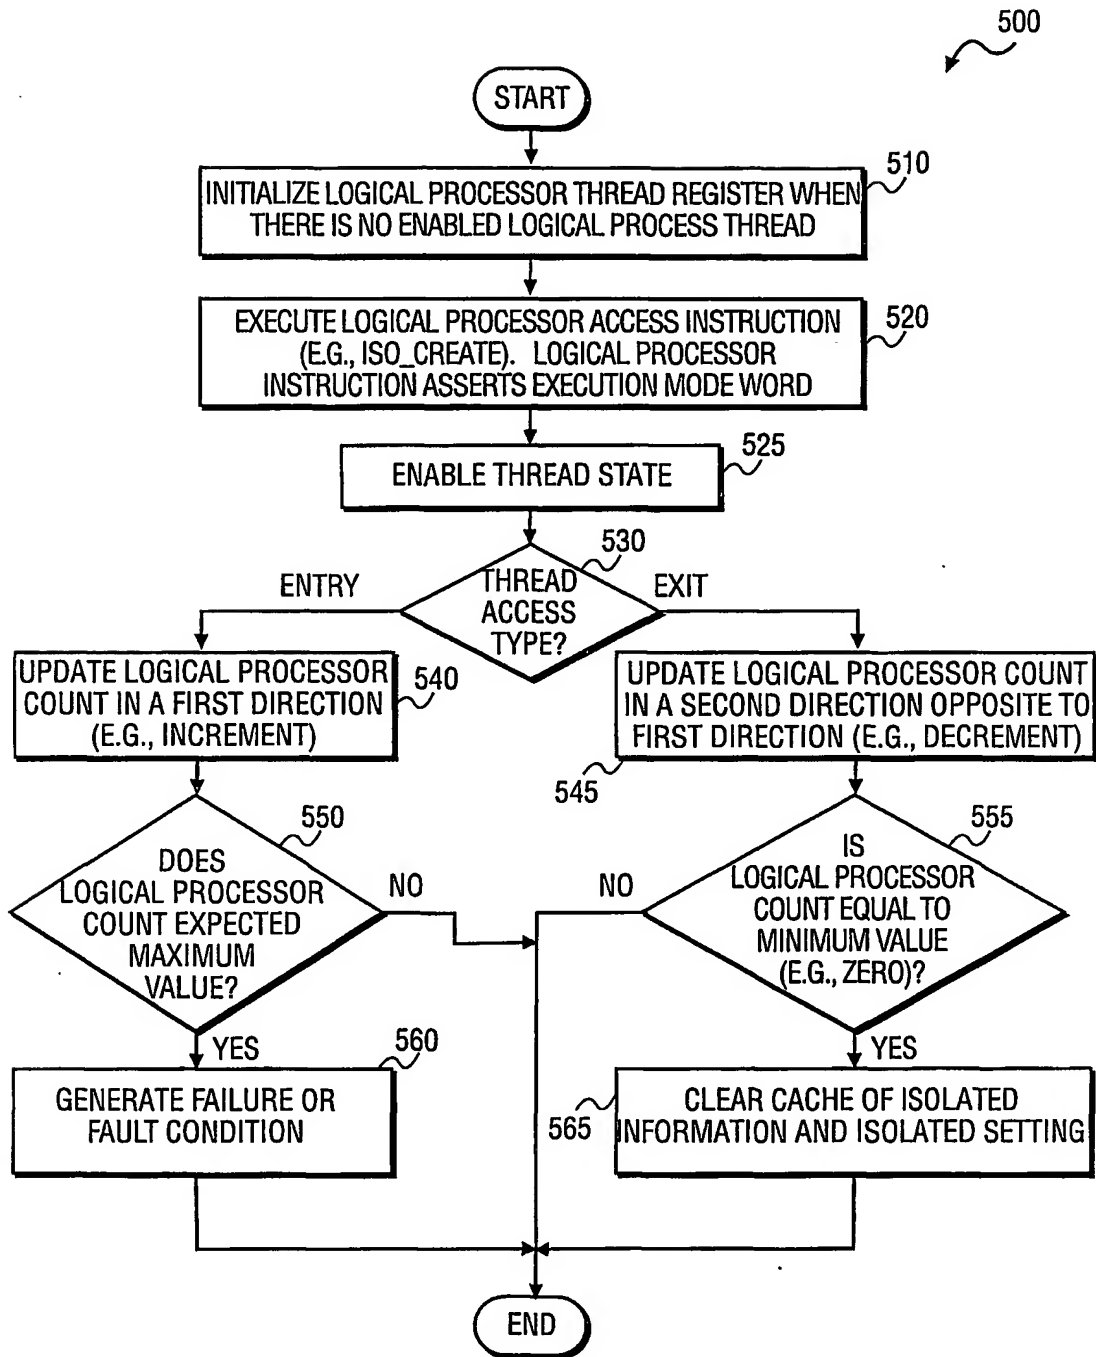 500
START
510
INITIALIZE LOGICAL PROCESSOR THREAD REGISTER WHEN
THERE IS NO ENABLED LOGICAL PROCESS THREAD
520
EXECUTE LOGICAL PROCESSOR ACCESS INSTRUCTION
(E.G., ISO_CREATE). LOGICAL PROCESSOR
INSTRUCTION ASSERTS EXECUTION MODE WORD
525
ENABLE THREAD STATE
530
THREAD
ACCESS
TYPE?
ENTRY
EXIT
UPDATE LOGICAL PROCESSOR
COUNT IN A FIRST DIRECTION
(E.G., INCREMENT)
540
UPDATE LOGICAL PROCESSOR COUNT
IN A SECOND DIRECTION OPPOSITE TO
FIRST DIRECTION (E.G., DECREMENT)
545
550
DOES
LOGICAL PROCESSOR
COUNT EXPECTED
MAXIMUM
VALUE?
NO
YES
555
IS
LOGICAL PROCESSOR
COUNT EQUAL TO
MINIMUM VALUE
(E.G., ZERO)?
NO
YES
560
GENERATE FAILURE OR
FAULT CONDITION
565
CLEAR CACHE OF ISOLATED
INFORMATION AND ISOLATED SETTING
END